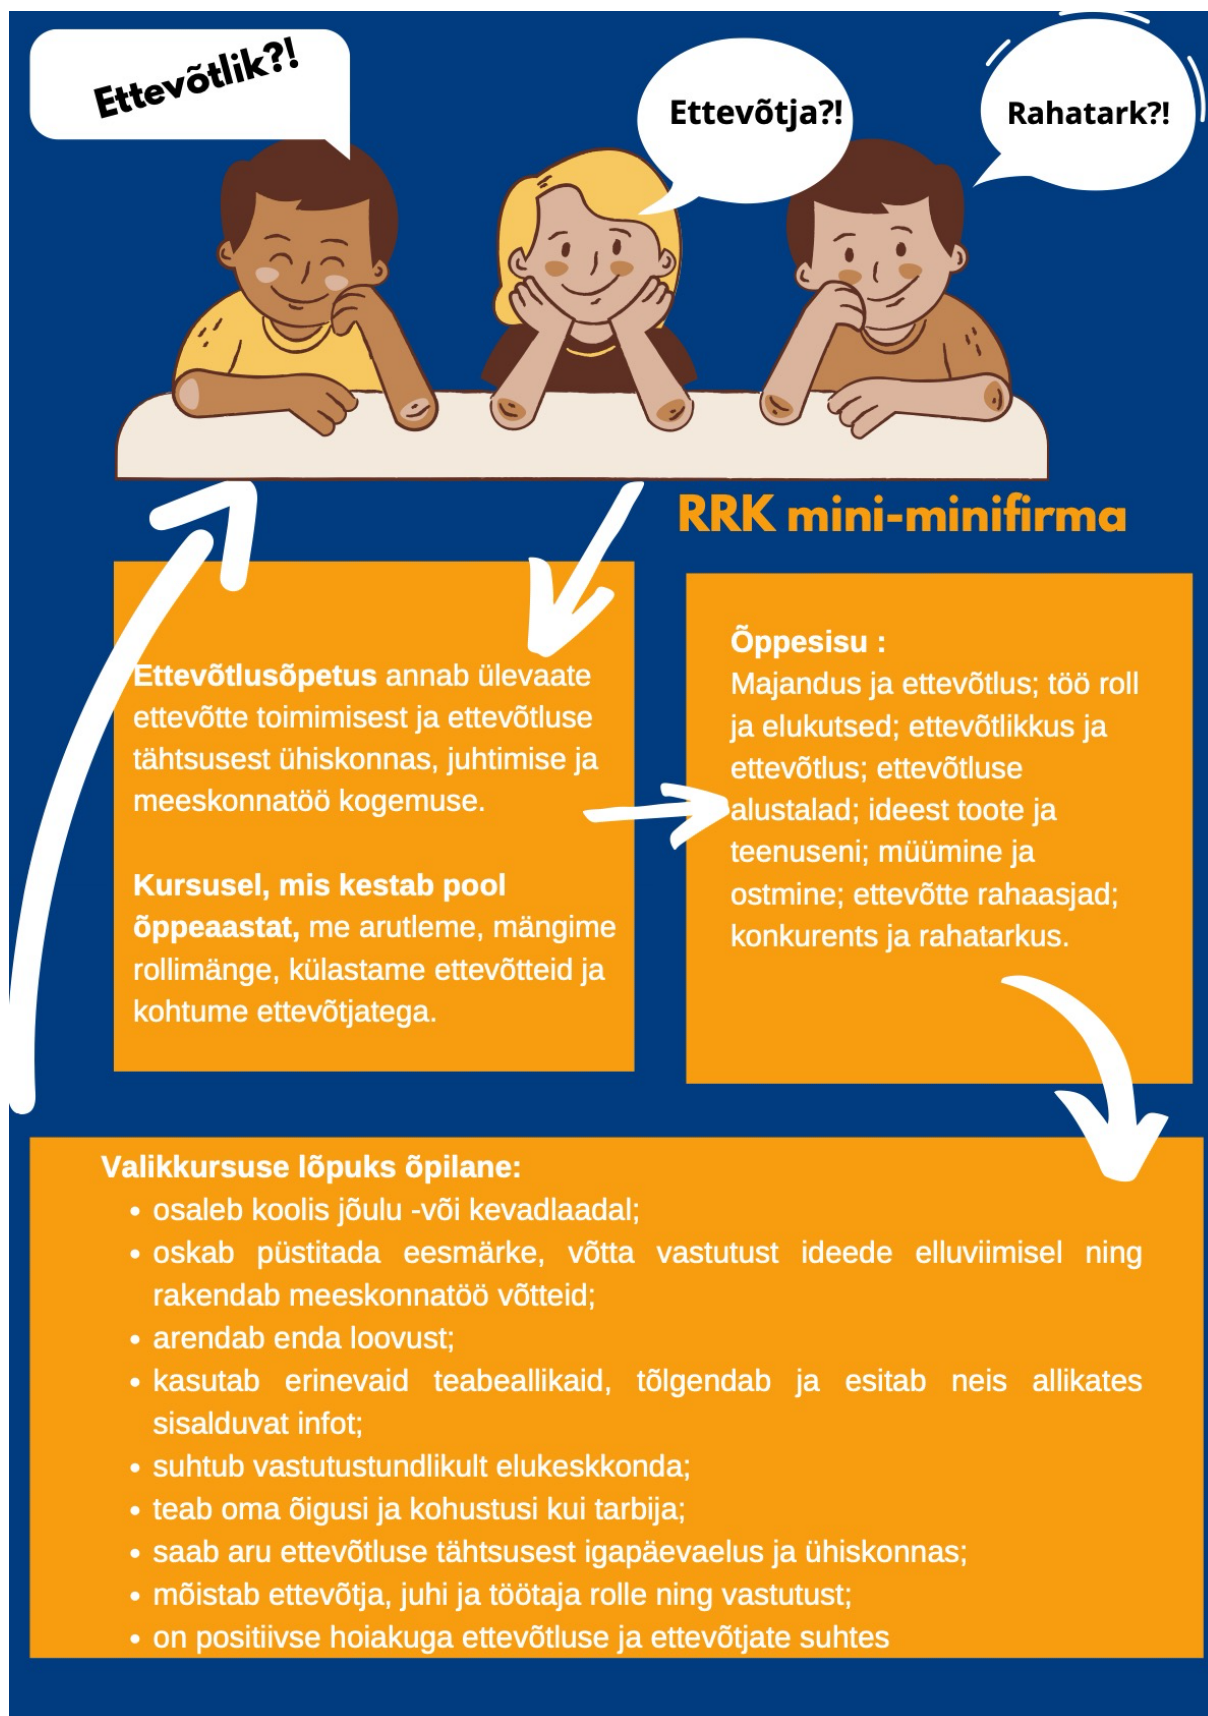 Ettevõtlik?!
Ettevõtja?!
Rahatark?!
RRK mini-minifirma
Ettevõtlusõpetus annab ülevaate
ettevõtte toimimisest ja ettevõtluse
tähtsusest ühiskonnas, juhtimise ja
meeskonnatöö kogemuse.
Kursusel, mis kestab pool
õppeaastat, me arutleme, mängime
rollimänge, külastame ettevõtteid ja
kohtume ettevõtjatega.
Õppesisu :
Majandus ja ettevõtlus; töö roll
ja elukutsed; ettevõtlikkus ja
ettevõtlus; ettevõtluse
alustalad; ideest toote ja
teenuseni; müümine ja
ostmine; ettevõtte rahaasjad;
konkurents ja rahatarkus.
Valikkursuse lõpuks õpilane:
• osaleb koolis jõulu -või kevadlaadal;
• oskab püstitada eesmärke, võtta vastutust ideede elluviimisel ning
rakendab meeskonnatöö võtteid;
• arendab enda loovust;
• kasutab erinevaid teabeallikaid, tõlgendab ja esitab neis allikates
sisalduvat infot;
• suhtub vastutustundlikult elukeskkonda;
• teab oma õigusi ja kohustusi kui tarbija;
• saab aru ettevõtluse tähtsusest igapäevaelus ja ühiskonnas;
• mõistab ettevõtja, juhi ja töötaja rolle ning vastutust;
• on positiivse hoiakuga ettevõtluse ja ettevõtjate suhtes